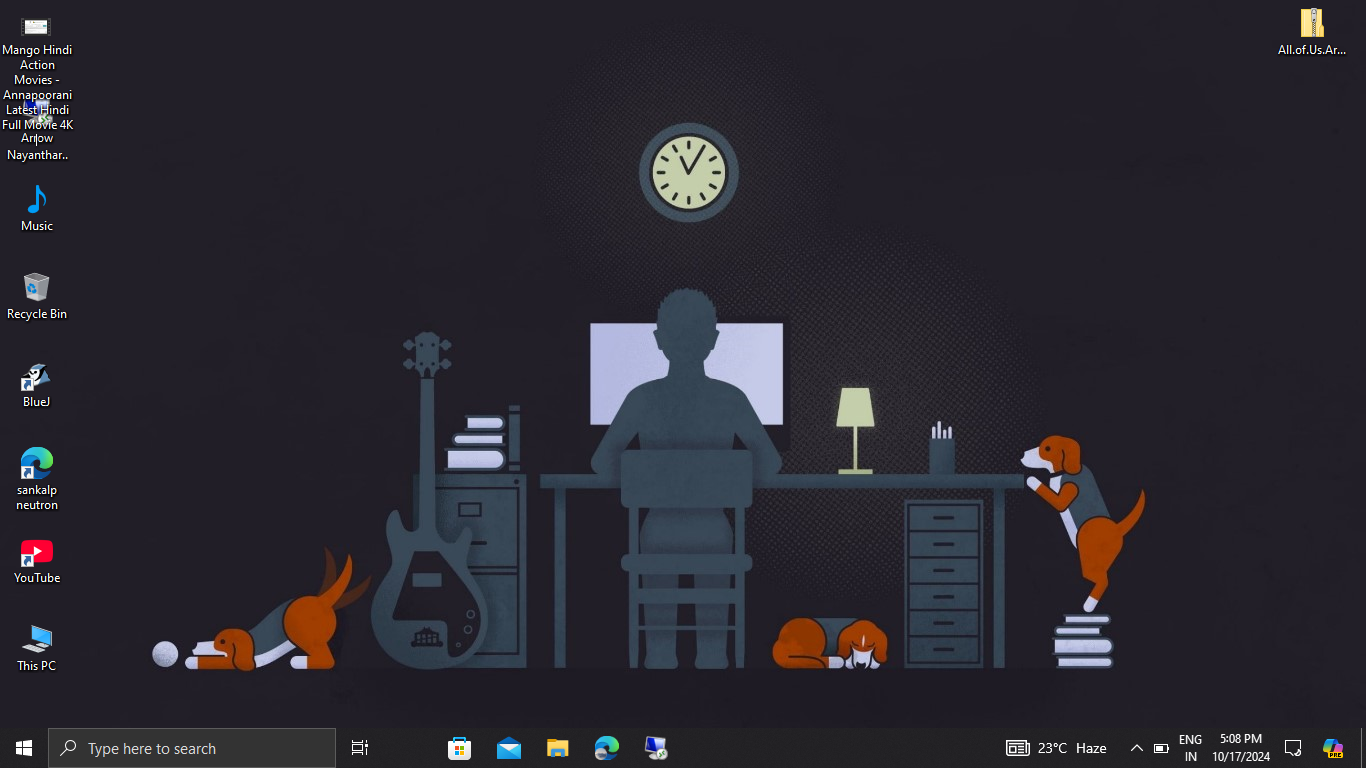 Mango Hindi
Action
Movies -
Annapoorani
Latest Hindi
Full Movie 4K
Arrow
Nayanthar..
Music
Recycle Bin
BlueJ
sankalp
neutron
YouTube
This PC
All.of.Us.Ar...
Type here to search
23°C Haze
ENG
IN
5:08 PM
10/17/2024
PRE